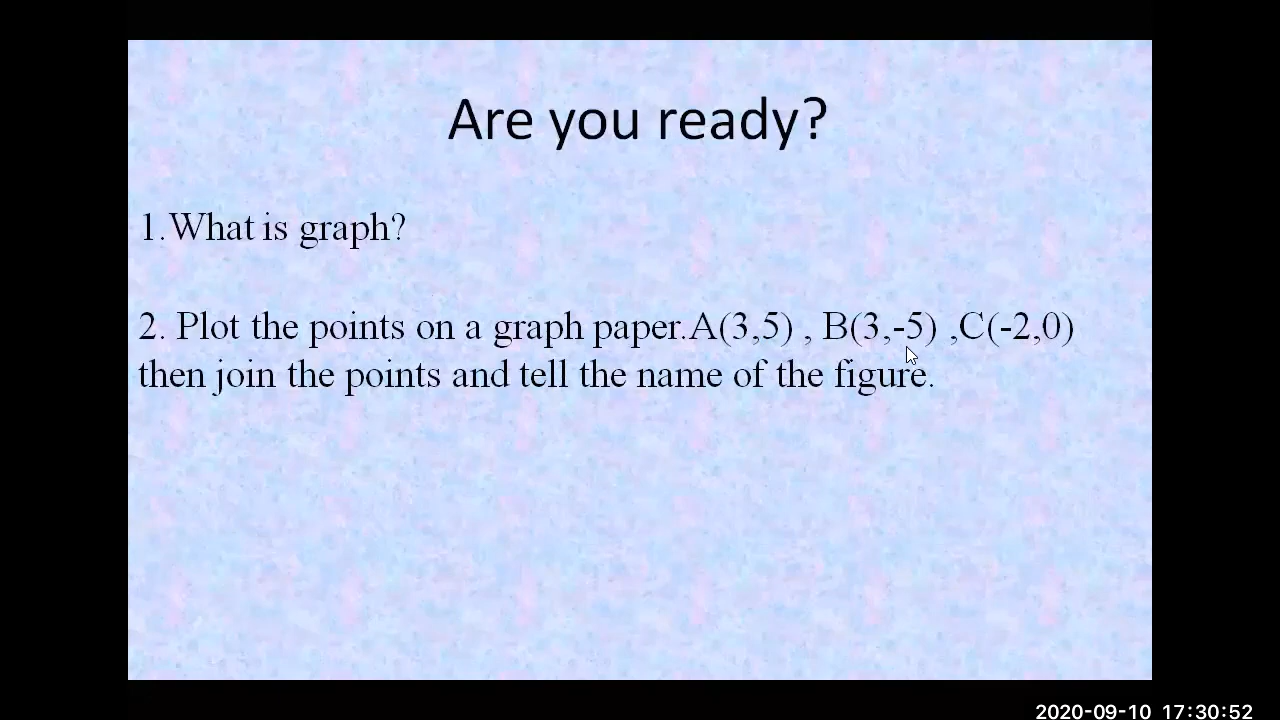 Are you ready?
1.What is graph?
2. Plot the points on a graph paper.A(3,5) , B(3,-5) ,C(-2,0)
then join the points and tell the name of the figure.
2020-09-10 17:30:52